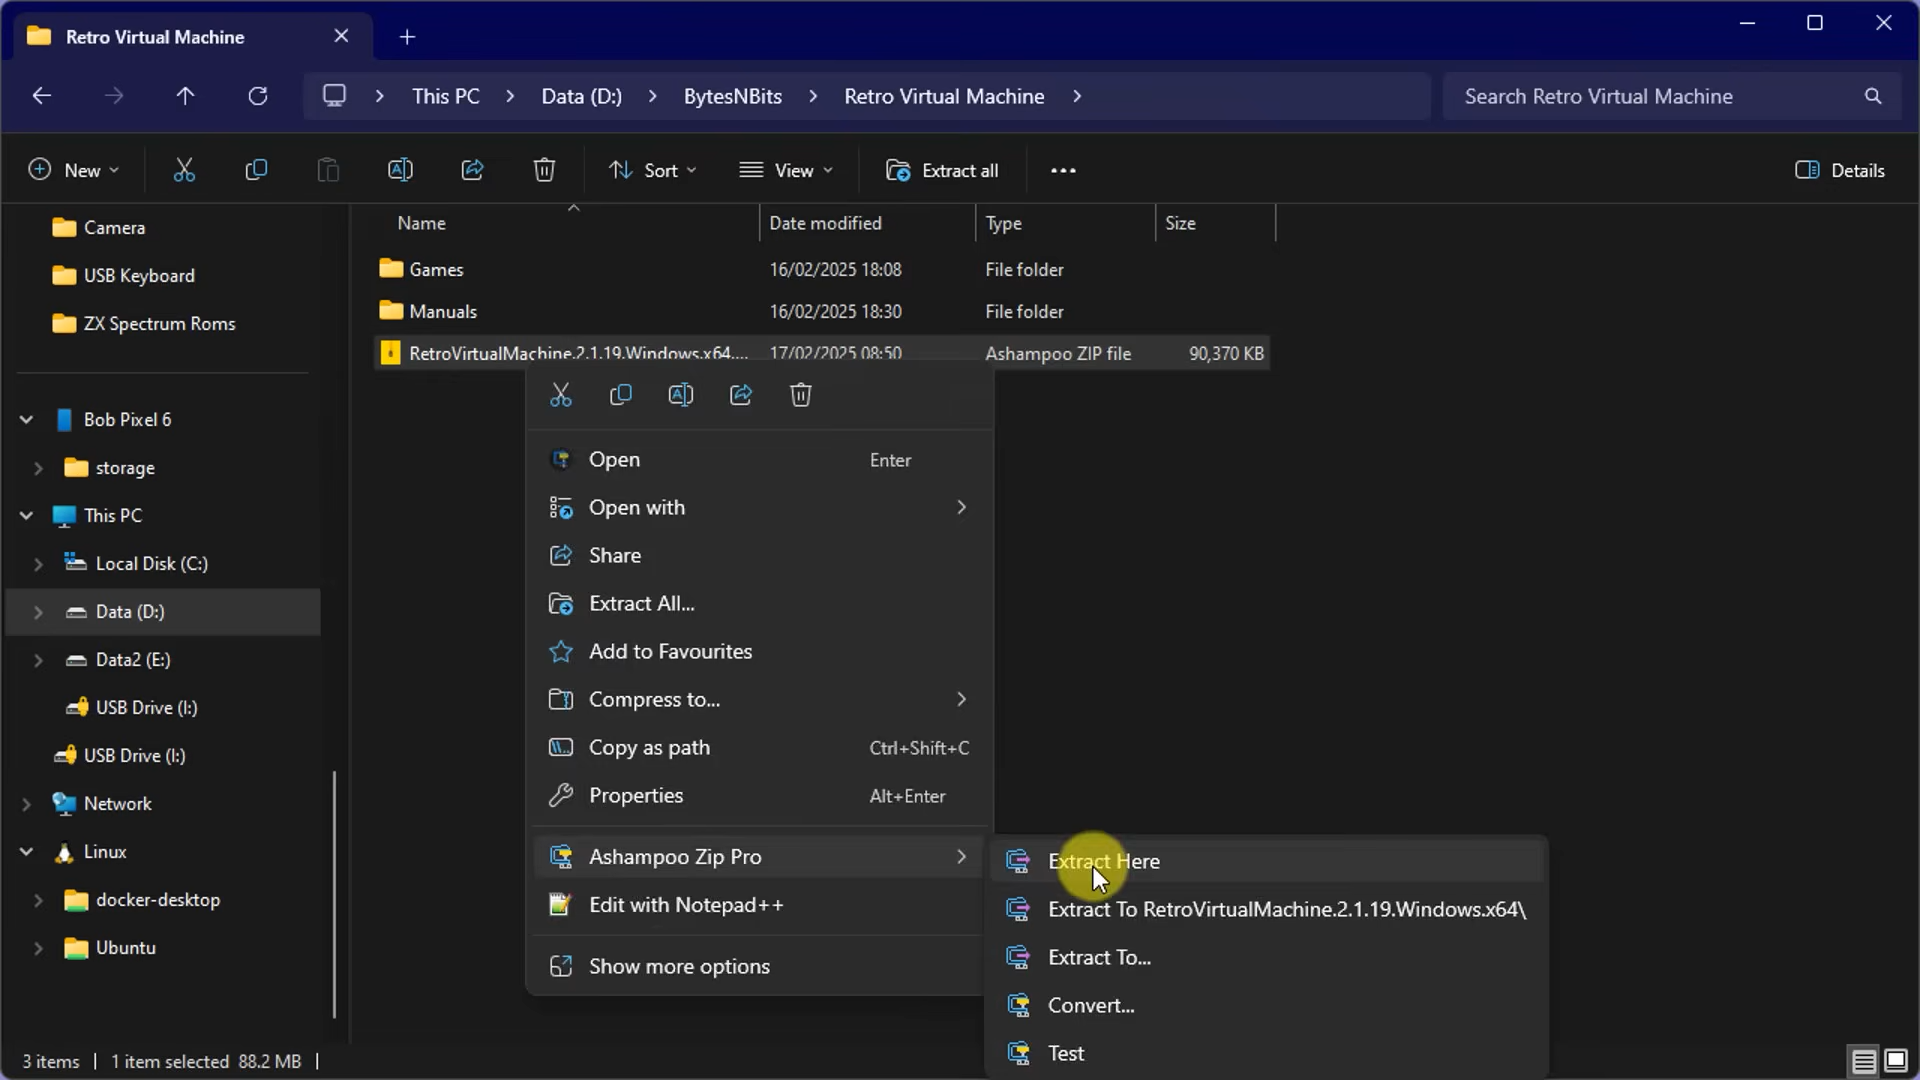 Retro Virtual Machine
This PC > Data (D:) > BytesNBits > Retro Virtual Machine >
Search Retro Virtual Machine
New
Sort
View
Extract all
Details
Name Date modified Type Size
Games 16/02/2025 18:08 File folder
Manuals 16/02/2025 18:30 File folder
RetroVirtualMachine.2.1.19.Windows.x64.... 17/02/2025 08:50 Ashampoo ZIP file 90,370 KB
Camera
USB Keyboard
ZX Spectrum Roms
Bob Pixel 6
storage
This PC
Local Disk (C:)
Data (D:)
Data2 (E:)
USB Drive (I:)
USB Drive (I:)
Network
Linux
docker-desktop
Ubuntu
Open Enter
Open with
Share
Extract All...
Add to Favourites
Compress to...
Copy as path Ctrl+Shift+C
Properties Alt+Enter
Ashampoo Zip Pro
Edit with Notepad++
Show more options
Extract Here
Extract To RetroVirtualMachine.2.1.19.Windows.x64\
Extract To...
Convert...
Test
3 items | 1 item selected 88.2 MB |